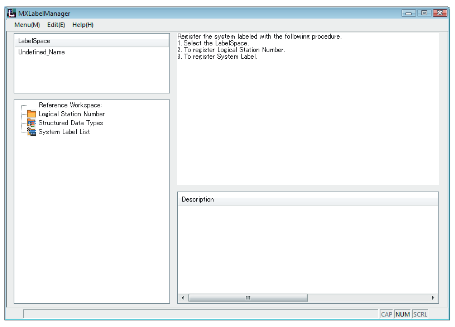 MXLabelManager
Menu(M) Edit(E) Help(H)
LabelSpace
Undefined_Name
Reference Workspace
Logical Station Number
Structured Data Types
System Label List
Register the system labeled with the following procedure.
1. Select the LabelSpace.
2. To register Logical Station Number.
3. To register System Label.
Description
CAP NUM SCRL